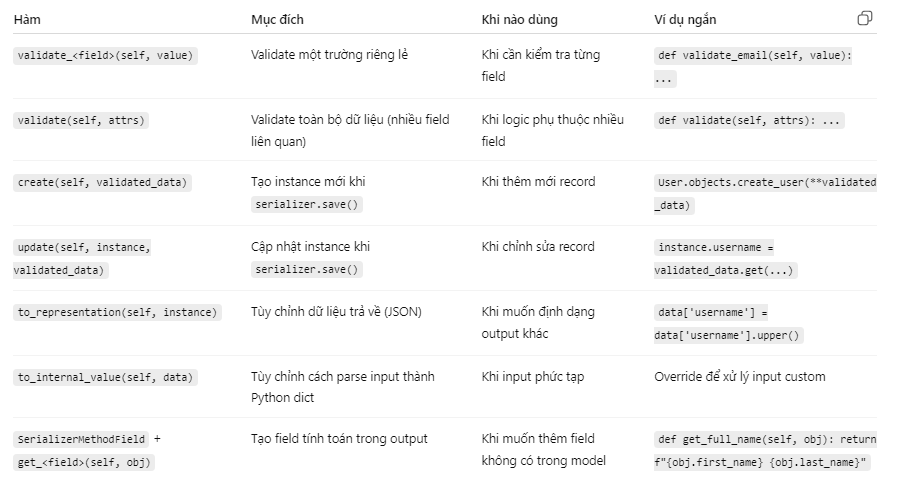 Hàm Mục đích Khi nào dùng Ví dụ ngắn
validate_<field>(self, value) Validate một trường riêng lẻ Khi cần kiểm tra từng def validate_email(self, value):
field ...
validate(self, attrs) Validate toàn bộ dữ liệu (nhiều field Khi logic phụ thuộc nhiều def validate(self, attrs): ...
liên quan) field
create(self, validated_data) Tạo instance mới khi Khi thêm mới record User.objects.create_user(**validated
serializer.save() _data)
update(self, instance, Cập nhật instance khi Khi chỉnh sửa record instance.username =
validated_data) serializer.save() validated_data.get(...)
to_representation(self, instance) Tùy chỉnh dữ liệu trả về (JSON) Khi muốn định dạng data['username'] =
output khác data['username'].upper()
to_internal_value(self, data) Tùy chỉnh cách parse input thành Khi input phức tạp Override để xử lý input custom
Python dict
SerializerMethodField + Tạo field tính toán trong output Khi muốn thêm field def get_full_name(self, obj): return
get_<field>(self, obj) không có trong model f"{obj.first_name} {obj.last_name}"